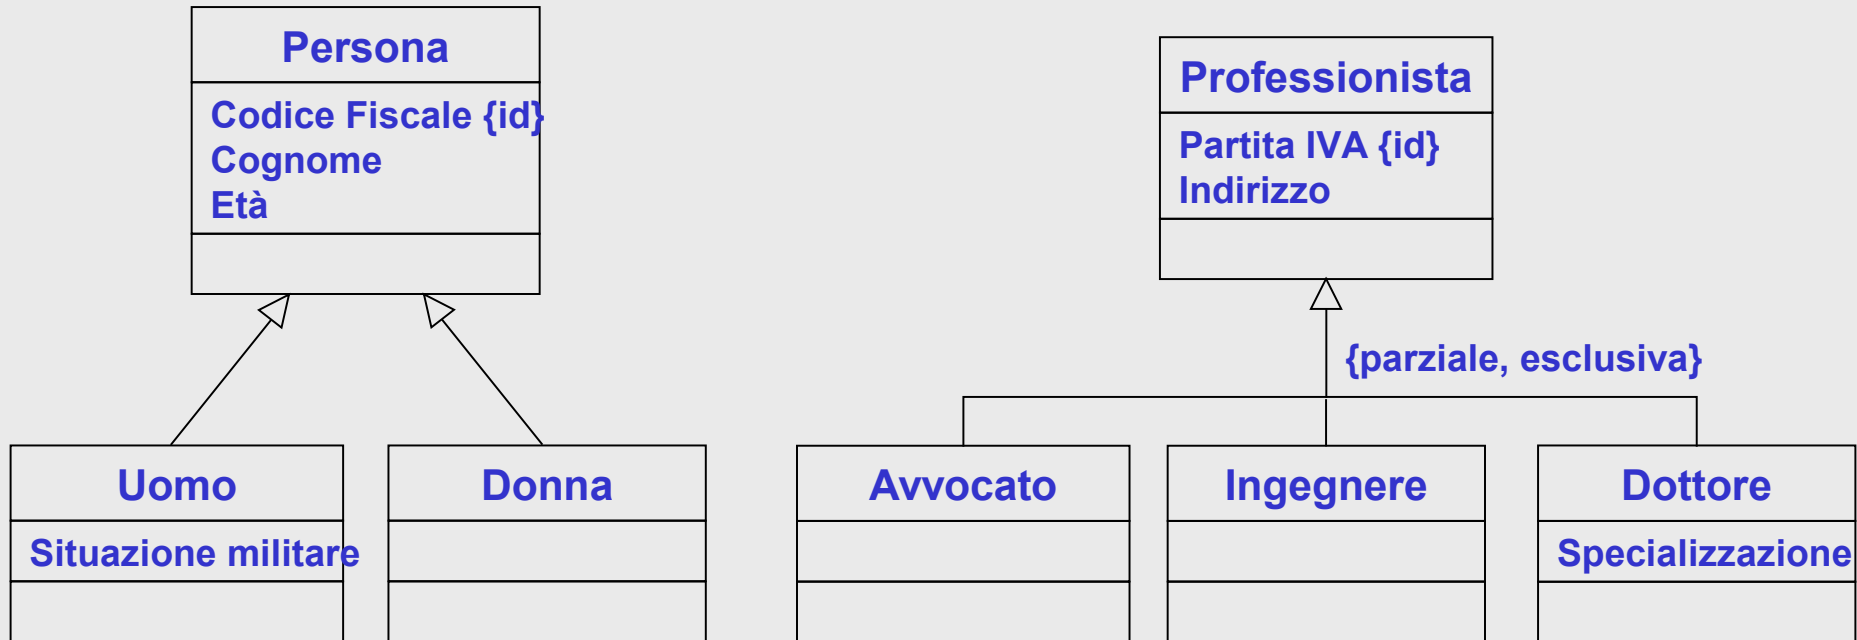 Persona
Codice Fiscale {id}
Cognome
Età
Professionista
Partita IVA {id}
Indirizzo
{parziale, esclusiva}
Uomo
Situazione militare
Donna
Avvocato
Ingegnere
Dottore
Specializzazione